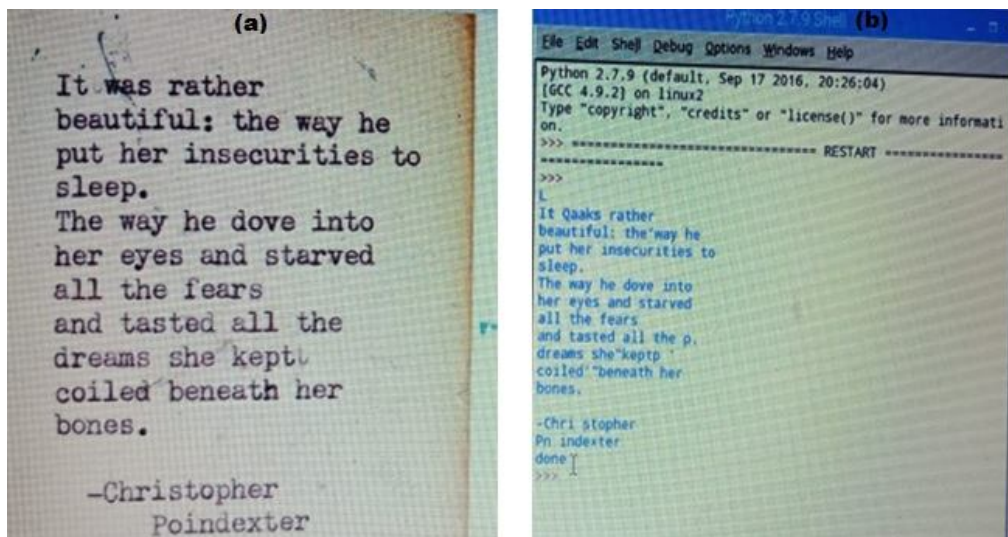 (a)
It was rather
beautiful: the way he
put her insecurities to
sleep.
The way he dove into
her eyes and starved
all the fears
and tasted all the
dreams she kept
coiled beneath her
bones.
-Christopher
Poindexter
Python 2.7.9 Shell (b)
File Edit Shell Debug Options Windows Help
Python 2.7.9 (default, Sep 17 2016, 20:26:04)
[GCC 4.9.2] on linux2
Type "copyright", "credits" or "license()" for more informati
on.
>>> ================================ RESTART ================
================
>>>
L
It Qaaks rather
beautiful: the'way he
put her insecurities to
sleep.
The way he dove into
her eyes and starved
all the fears
and tasted all the p.
dreams she"keptp '
coiled'"beneath her
bones.
-Chri stopher
Pn indexter
done
>>>